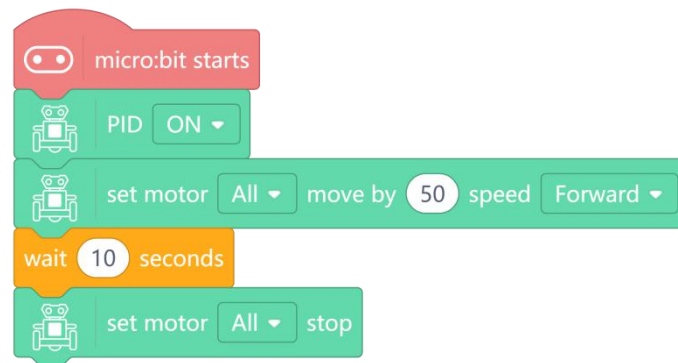 micro:bit starts
PID ON
set motor All move by 50 speed Forward
wait 10 seconds
set motor All stop